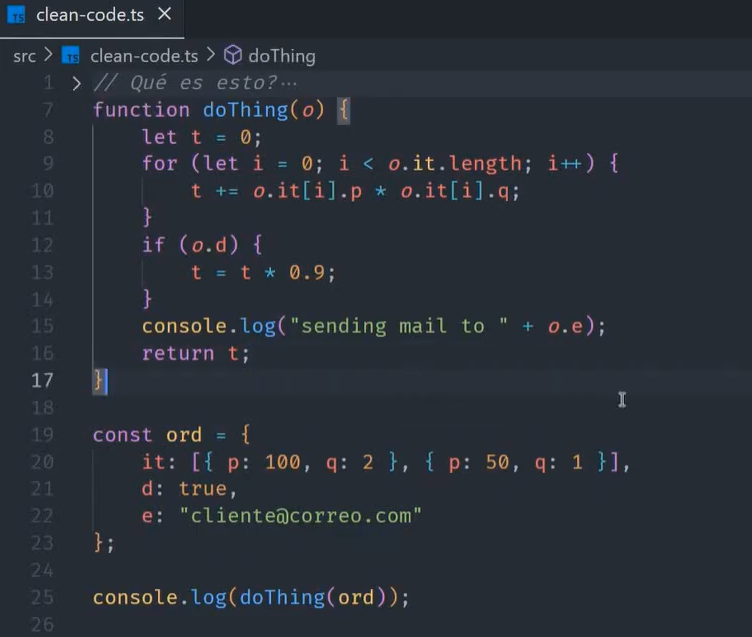 clean-code.ts
src > clean-code.ts > doThing
1 // Qué es esto?...
7 function doThing(o) {
8     let t = 0;
9     for (let i = 0; i < o.it.length; i++) {
10         t += o.it[i].p * o.it[i].q;
11     }
12     if (o.d) {
13         t = t * 0.9;
14     }
15     console.log("sending mail to " + o.e);
16     return t;
17 }
18
19 const ord = {
20     it: [{ p: 100, q: 2 }, { p: 50, q: 1 }],
21     d: true,
22     e: "cliente@correo.com"
23 };
24
25 console.log(doThing(ord));
26